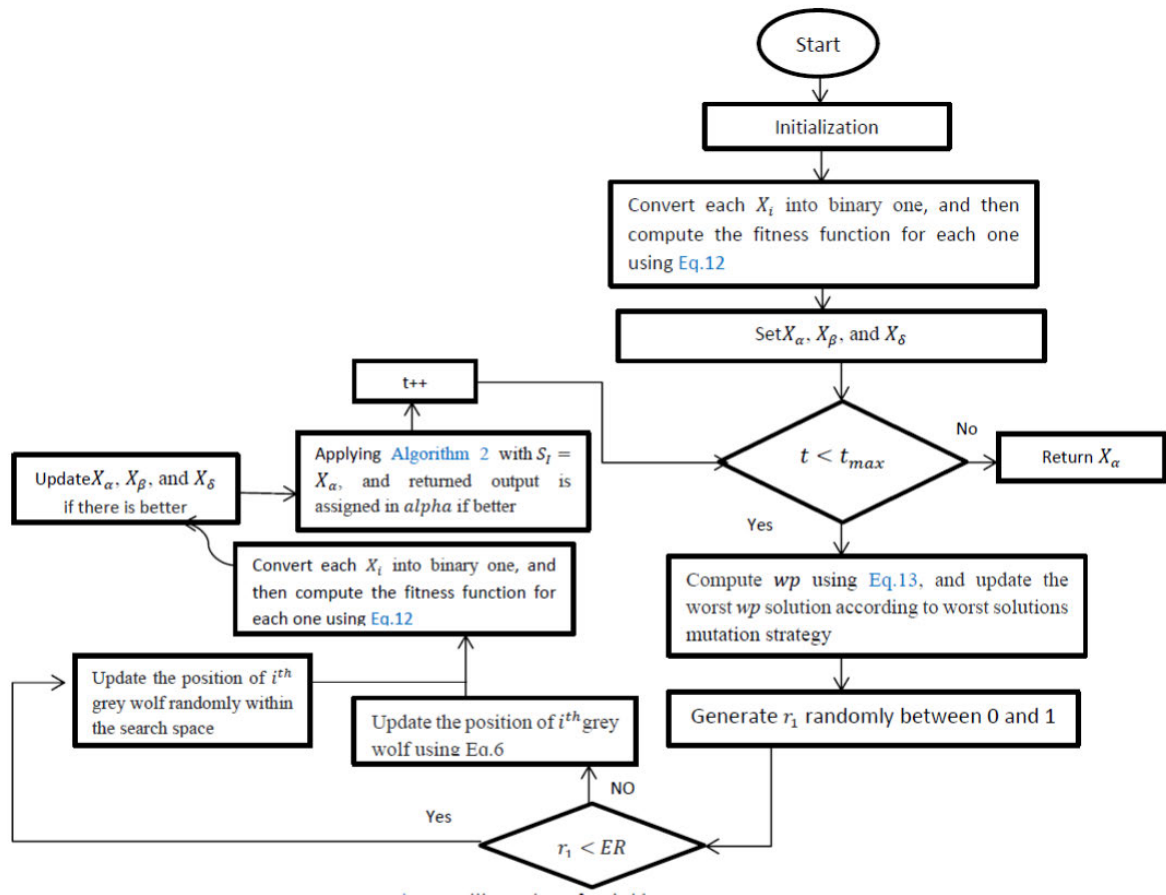 Start
Initialization
Convert each X_i into binary one, and then
compute the fitness function for each one
using Eq.12
SetX_α, X_β, and X_δ
t < t_max
No
Return X_α
Yes
Compute wp using Eq.13, and update the
worst wp solution according to worst solutions
mutation strategy
Generate r_1 randomly between 0 and 1
r_1 < ER
Yes
NO
Update the position of i^th
grey wolf randomly within
the search space
Update the position of i^th grey
wolf using Eq.6
Convert each X_i into binary one, and
then compute the fitness function for
each one using Eq.12
UpdateX_α, X_β, and X_δ
if there is better
Applying Algorithm 2 with S_I =
X_α, and returned output is
assigned in alpha if better
t++